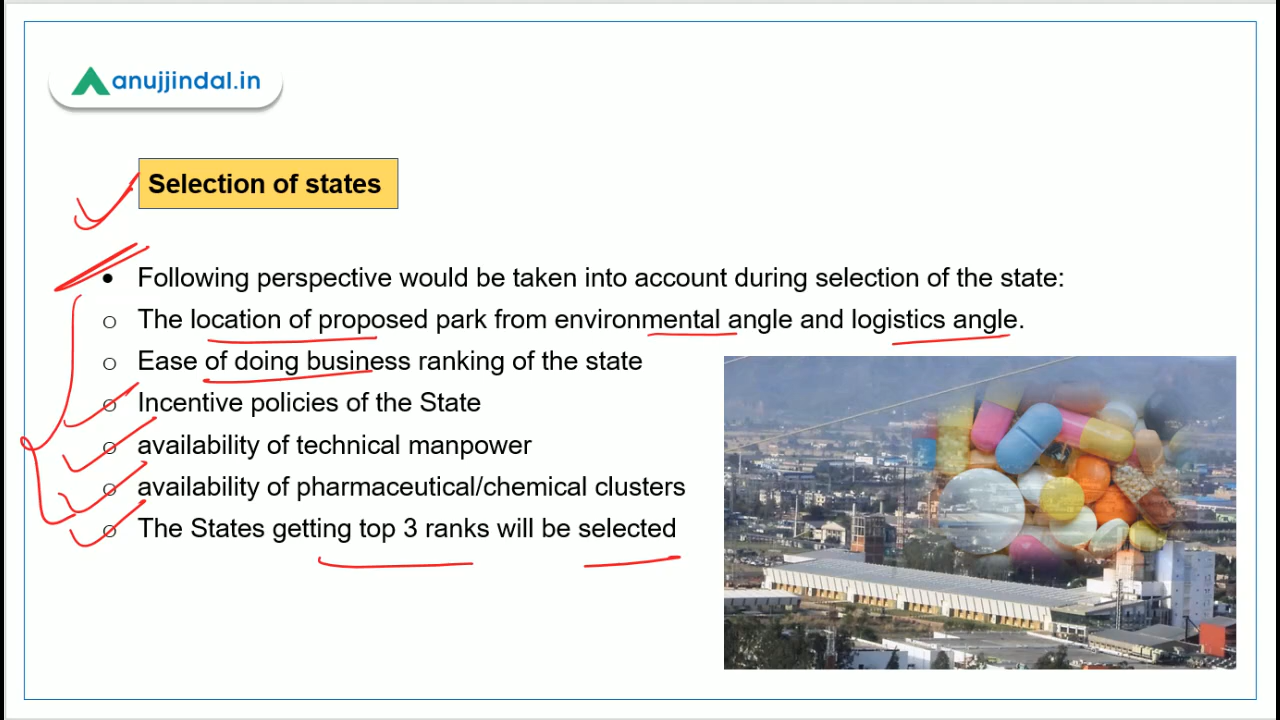 anujjindal.in
Selection of states
• Following perspective would be taken into account during selection of the state:
o The location of proposed park from environmental angle and logistics angle.
o Ease of doing business ranking of the state
o Incentive policies of the State
o availability of technical manpower
o availability of pharmaceutical/chemical clusters
o The States getting top 3 ranks will be selected